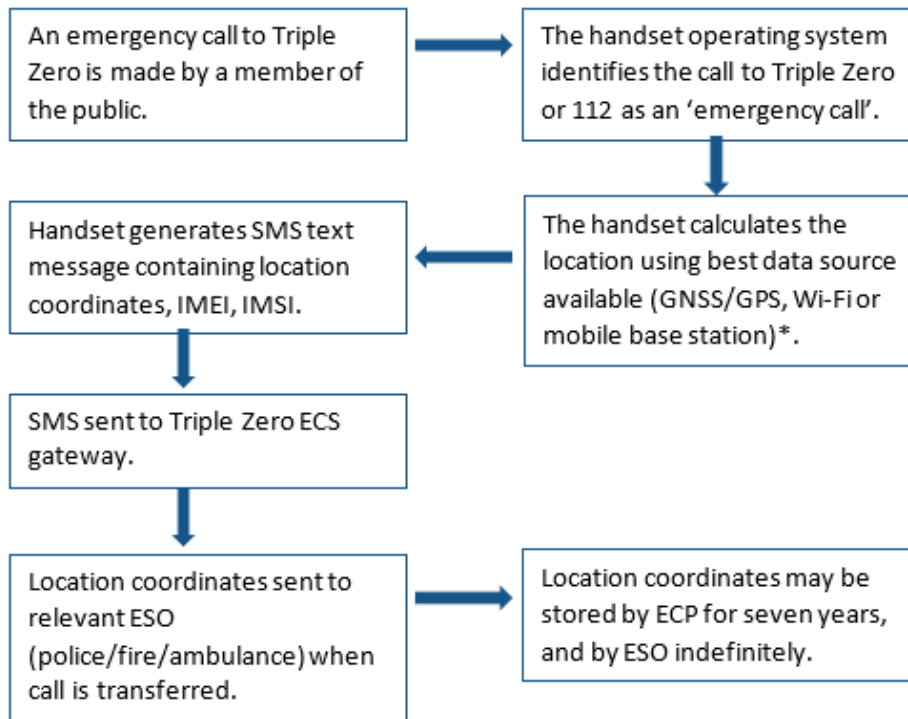 An emergency call to Triple
Zero is made by a member of
the public.
The handset operating system
identifies the call to Triple Zero
or 112 as an ‘emergency call’.
The handset calculates the
location using best data source
available (GNSS/GPS, Wi-Fi or
mobile base station)*.
Handset generates SMS text
message containing location
coordinates, IMEI, IMSI.
SMS sent to Triple Zero ECS
gateway.
Location coordinates sent to
relevant ESO
(police/fire/ambulance) when
call is transferred.
Location coordinates may be
stored by ECP for seven years,
and by ESO indefinitely.